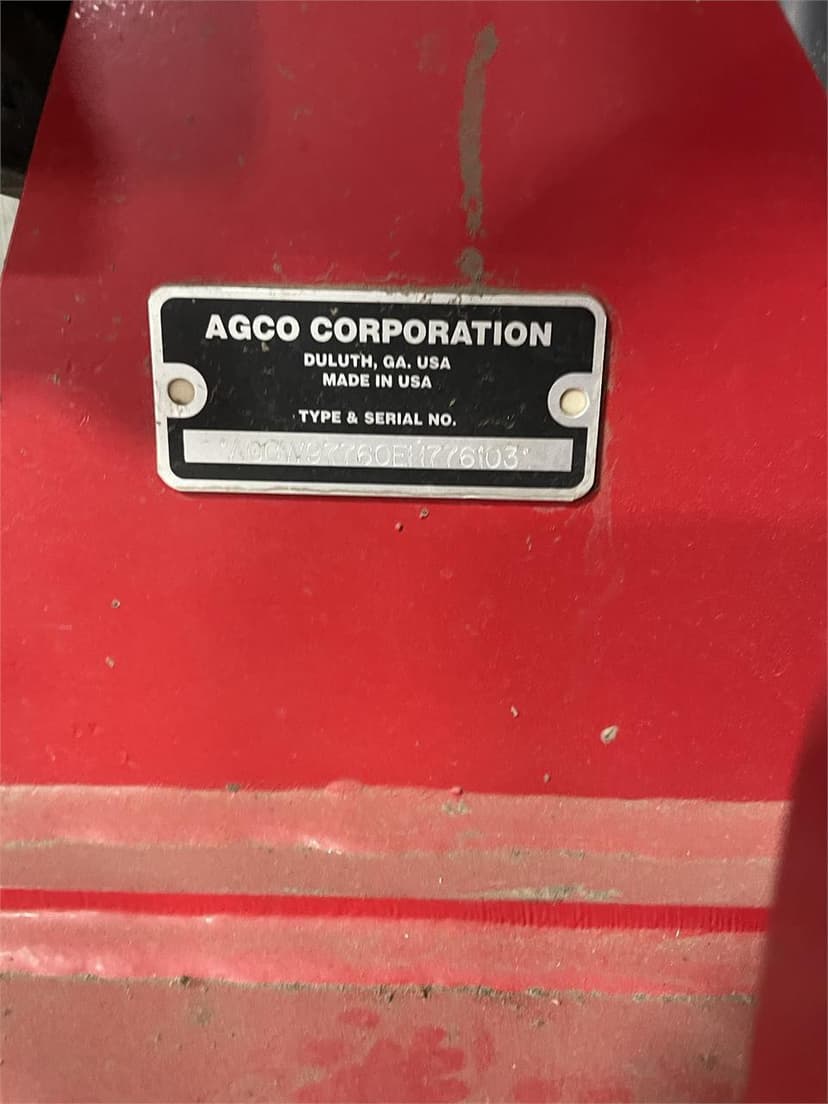 AGCO CORPORATION
DULUTH, GA. USA
MADE IN USA
TYPE & SERIAL NO.